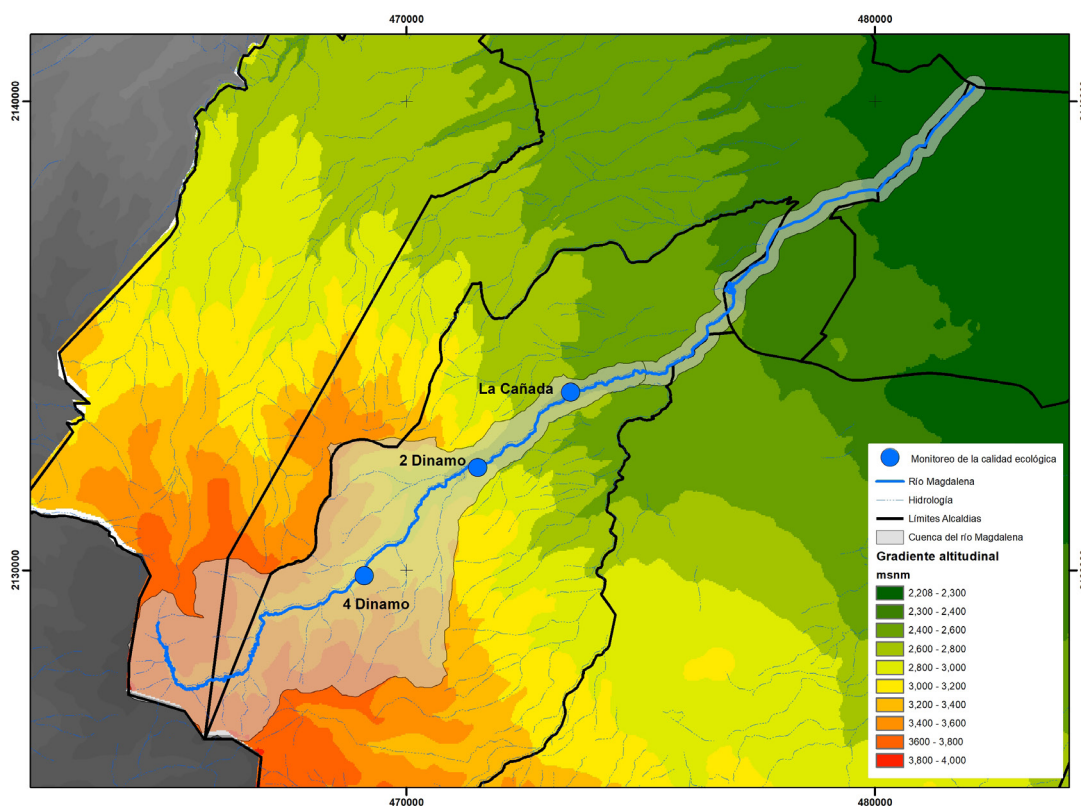 470000
480000
2140000
La Cañada
2 Dinamo
4 Dinamo
2130000
Monitoreo de la calidad ecológica
Río Magdalena
Hidrología
Límites Alcaldias
Cuenca del río Magdalena
Gradiente altitudinal
msnm
2,208 - 2,300
2,300 - 2,400
2,400 - 2,600
2,600 - 2,800
2,800 - 3,000
3,000 - 3,200
3,200 - 3,400
3,400 - 3,600
3600 - 3,800
3,800 - 4,000
470000
480000